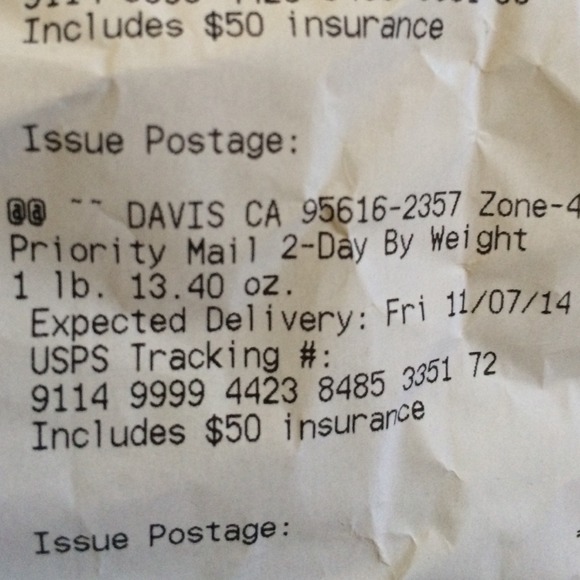 Includes $50 insurance
Issue Postage:
@@ ~~ DAVIS CA 95616-2357 Zone-4
Priority Mail 2-Day By Weight
1 lb. 13.40 oz.
Expected Delivery: Fri 11/07/14
USPS Tracking #:
9114 9999 4423 8485 3351 72
Includes $50 insurance
Issue Postage: